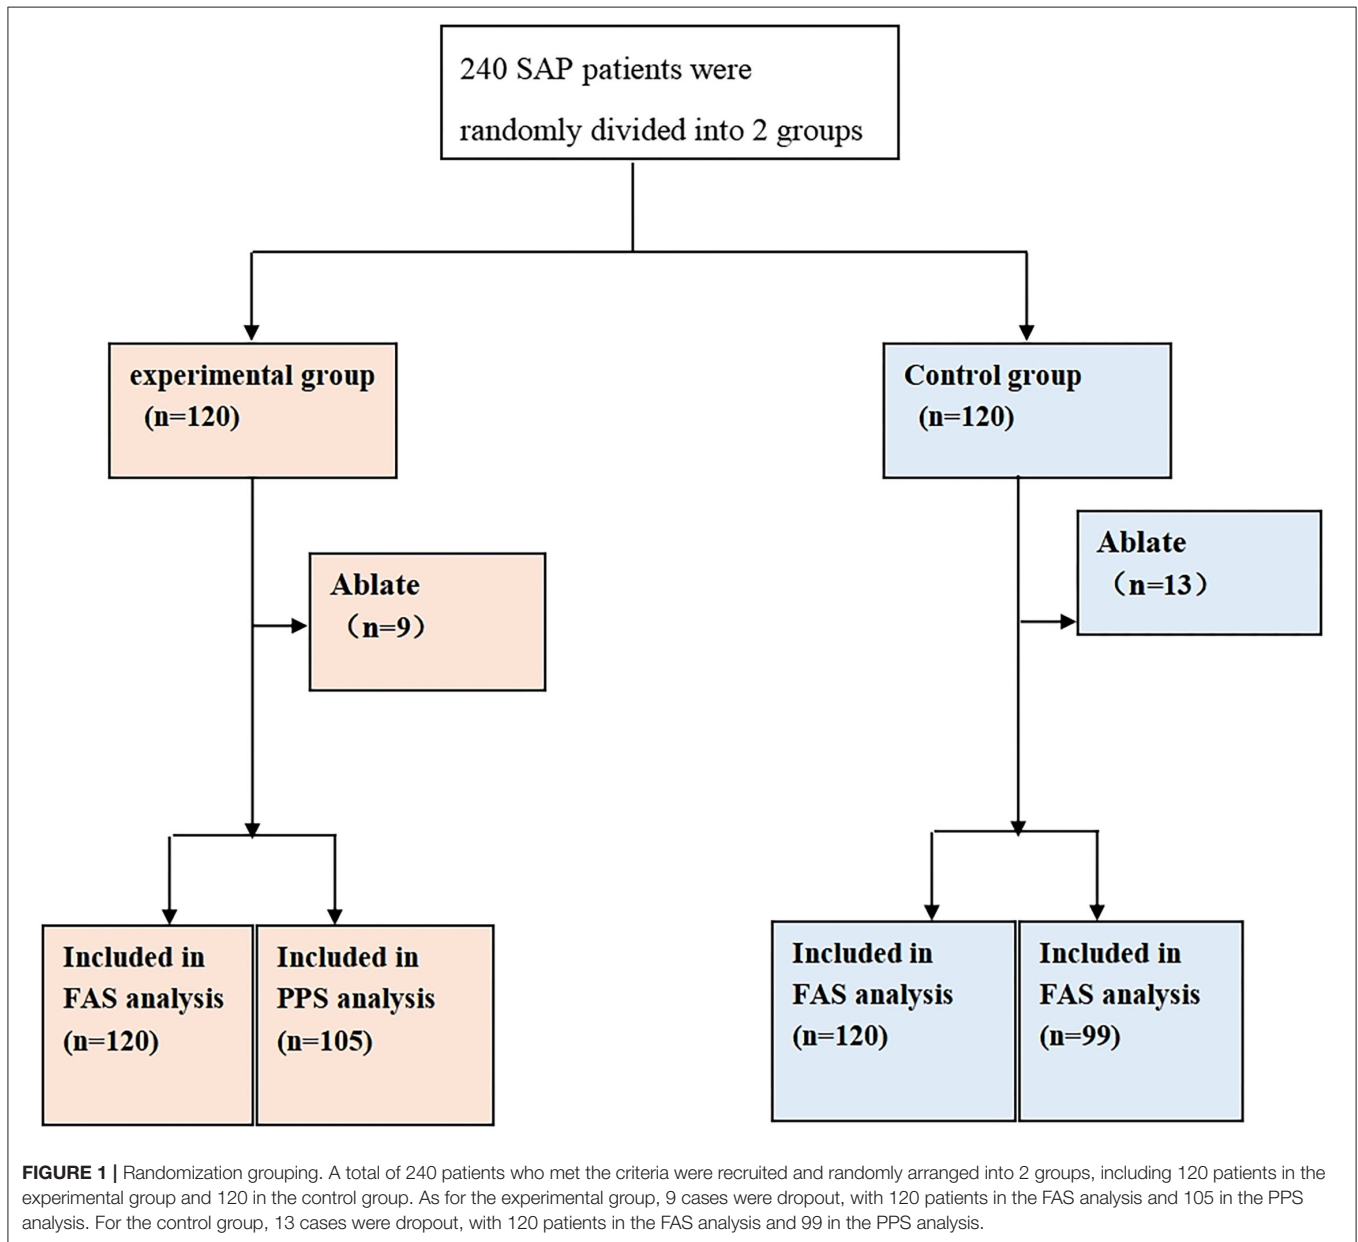 240 SAP patients were
randomly divided into 2 groups
experimental group
(n=120)
Control group
(n=120)
Ablate
（n=9）
Ablate
（n=13）
Included in
FAS analysis
(n=120)
Included in
PPS analysis
(n=105)
Included in
FAS analysis
(n=120)
Included in
FAS analysis
(n=99)
FIGURE 1 | Randomization grouping. A total of 240 patients who met the criteria were recruited and randomly arranged into 2 groups, including 120 patients in the
experimental group and 120 in the control group. As for the experimental group, 9 cases were dropout, with 120 patients in the FAS analysis and 105 in the PPS
analysis. For the control group, 13 cases were dropout, with 120 patients in the FAS analysis and 99 in the PPS analysis.